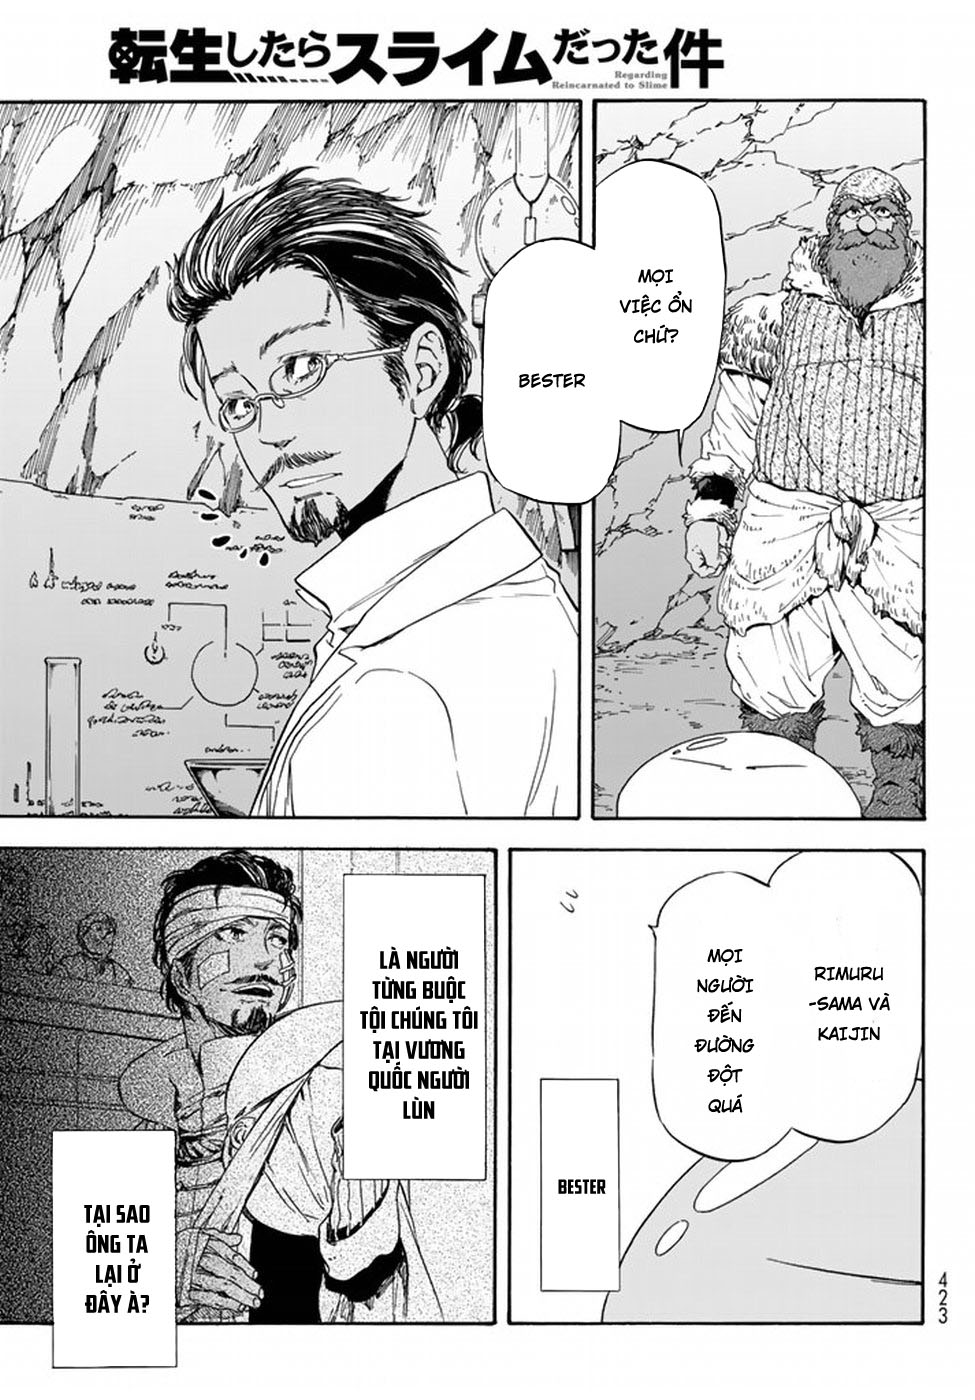 転生したらスライムだった件
Regarding
Reincarnated to Slime
MỌI
VIỆC ỔN
CHỨ?
BESTER
RIMURU
-SAMA VÀ
KAIJIN
MỌI
NGƯỜI
ĐẾN
ĐƯỜNG
ĐỘT
QUÁ
BESTER
LÀ NGƯỜI
TỪNG BUỘC
TỘI CHÚNG TÔI
TẠI VƯƠNG
QUỐC NGƯỜI
LÙN
TẠI SAO
ÔNG TA
LẠI Ở
ĐÂY À?
423